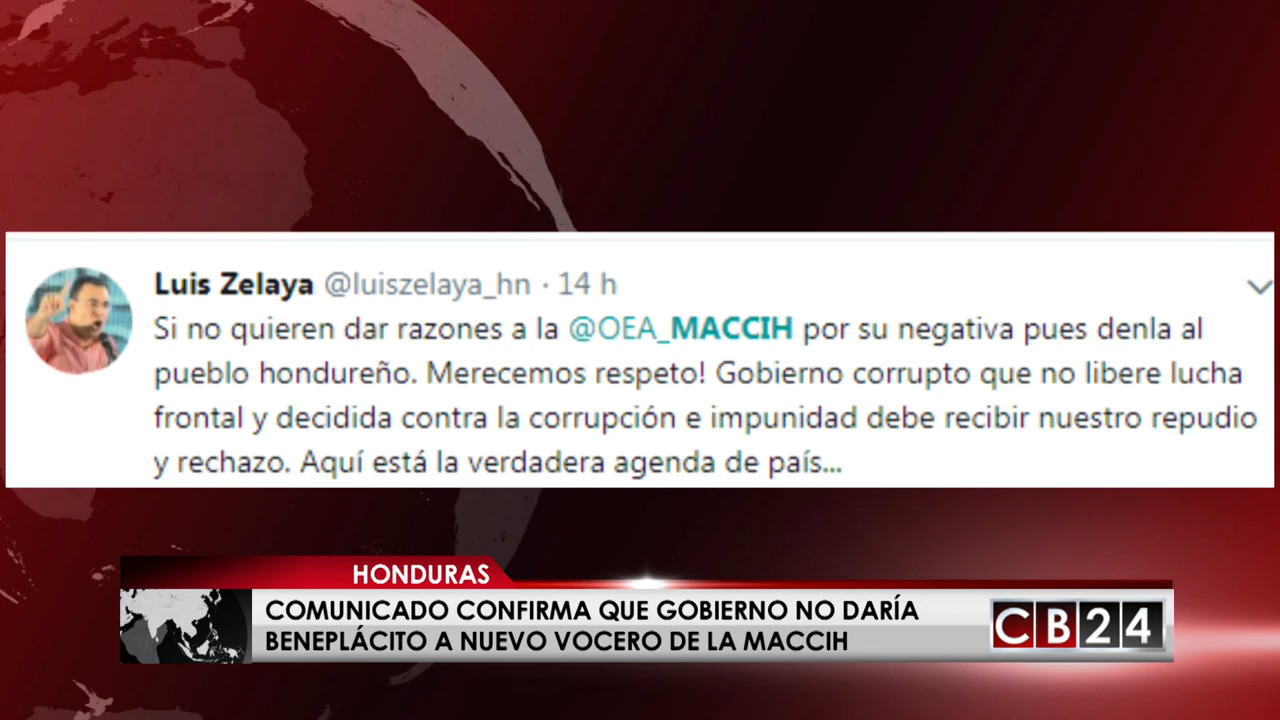 Luis Zelaya @luiszelaya_hn · 14 h
Si no quieren dar razones a la @OEA_MACCIH por su negativa pues denla al
pueblo hondureño. Merecemos respeto! Gobierno corrupto que no libere lucha
frontal y decidida contra la corrupción e impunidad debe recibir nuestro repudio
y rechazo. Aquí está la verdadera agenda de país...
HONDURAS
COMUNICADO CONFIRMA QUE GOBIERNO NO DARÍA
BENEPLÁCITO A NUEVO VOCERO DE LA MACCIH
CB24